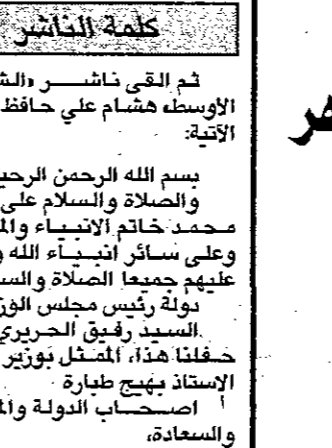 كلمة الناشر
ثم القى ناشر «الش
الأوسط» هشام علي حافظ
الآتية:
بسم الله الرحمن الرحي
والصلاة والسلام على
محمد خاتم الانبياء والم
وعلى سائر انبياء الله و
عليهم جميعا الصلاة والس
دولة رئيس مجلس الوز
السيد رفيق الحريري
حفلنا هذا، الممثل بوزير
الاستاذ بهيج طبارة
اصحاب الدولة والم
والسعادة،
هر